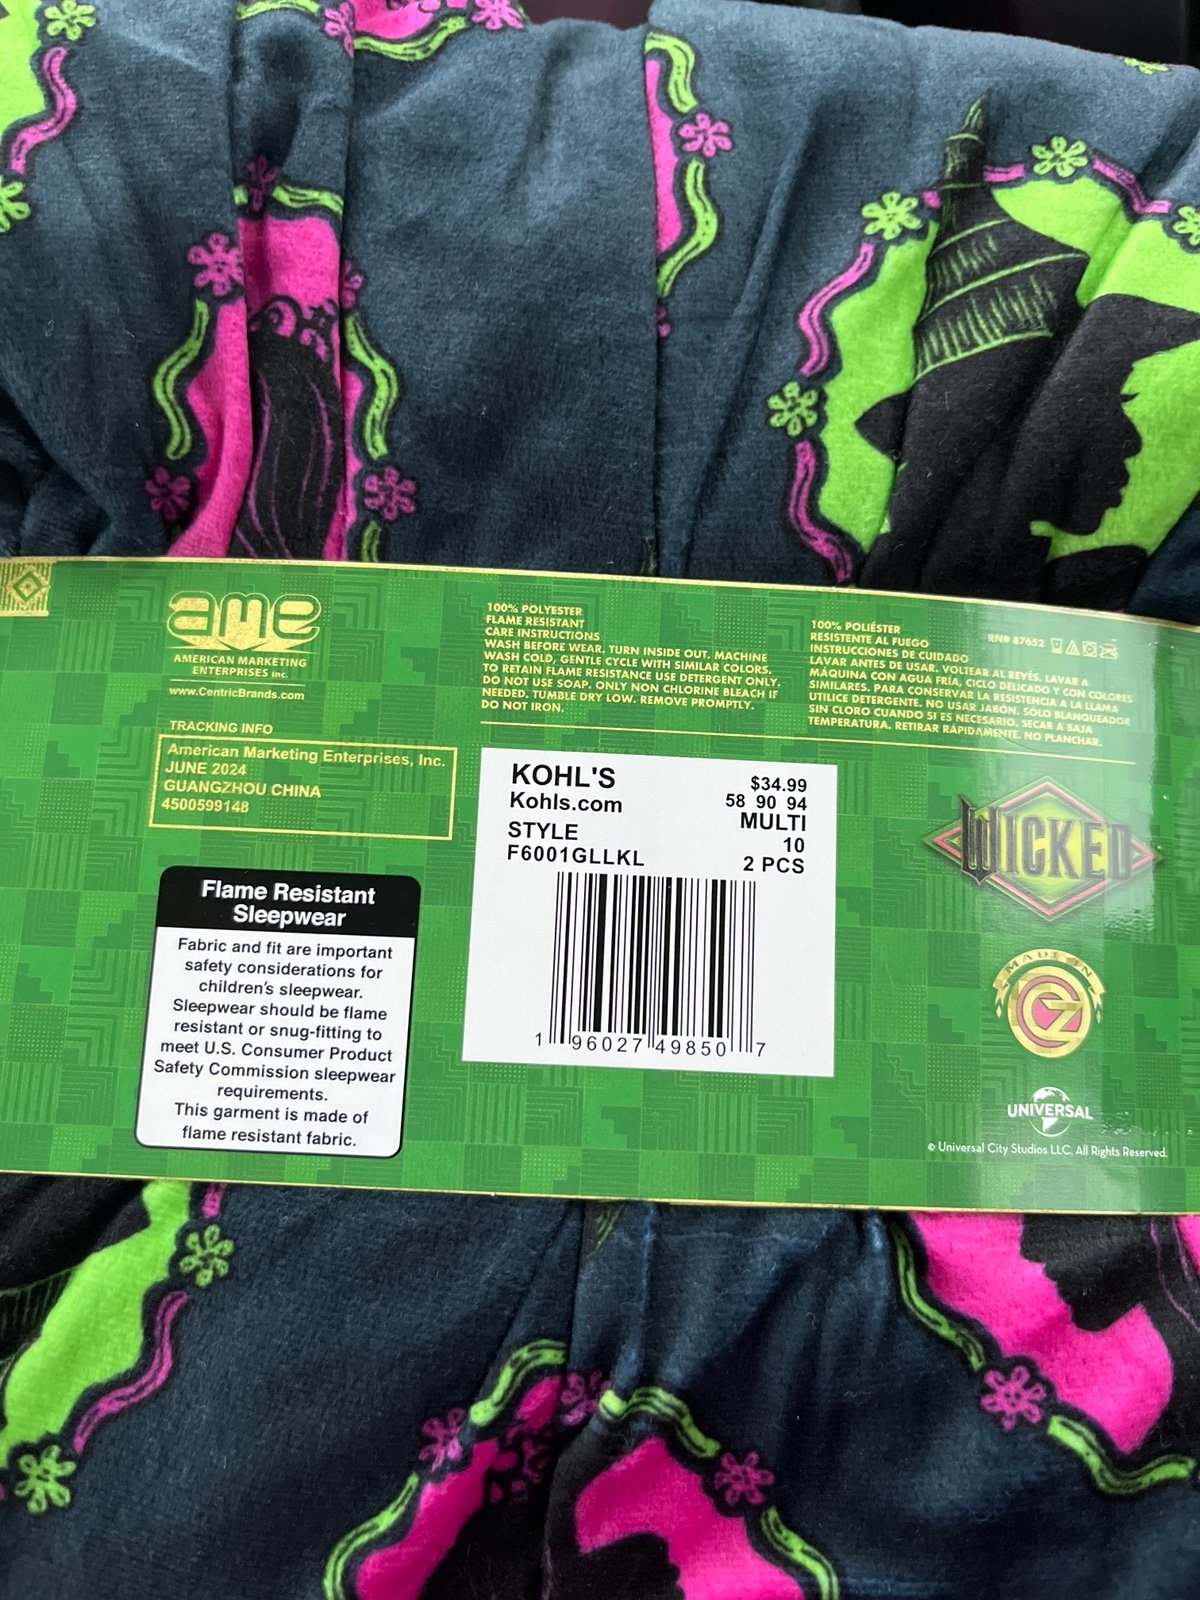 ame
AMERICAN MARKETING
ENTERPRISES Inc.
www.CentricBrands.com
TRACKING INFO
American Marketing Enterprises, Inc.
JUNE 2024
GUANGZHOU CHINA
4500599148
Flame Resistant
Sleepwear
Fabric and fit are important
safety considerations for
children's sleepwear.
Sleepwear should be flame
resistant or snug-fitting to
meet U.S. Consumer Product
Safety Commission sleepwear
requirements.
This garment is made of
flame resistant fabric.
100% POLYESTER
FLAME RESISTANT
CARE INSTRUCTIONS
WASH BEFORE WEAR. TURN INSIDE OUT. MACHINE
WASH COLD, GENTLE CYCLE WITH SIMILAR COLORS.
TO RETAIN FLAME RESISTANCE USE DETERGENT ONLY.
DO NOT USE SOAP. ONLY NON CHLORINE BLEACH IF
NEEDED. TUMBLE DRY LOW. REMOVE PROMPTLY.
DO NOT IRON.
100% POLIÉSTER
RESISTENTE AL FUEGO
INSTRUCCIONES DE CUIDADO
LAVAR ANTES DE USAR. VOLTEAR AL REVÉS. LAVAR A
MÁQUINA CON AGUA FRÍA, CICLO DELICADO Y CON COLORES
SIMILARES. PARA CONSERVAR LA RESISTENCIA A LA LLAMA
UTILICE DETERGENTE. NO USAR JABÓN. SÓLO BLANQUEADOR
SIN CLORO CUANDO SI ES NECESARIO. SECAR A BAJA
TEMPERATURA. RETIRAR RÁPIDAMENTE. NO PLANCHAR.
RN# 87652
KOHL'S
Kohls.com
STYLE
F6001GLLKL
$34.99
58 90 94
MULTI
10
2 PCS
1 96027 49850 7
WICKED
MADE IN
OZ
UNIVERSAL
© Universal City Studios LLC. All Rights Reserved.